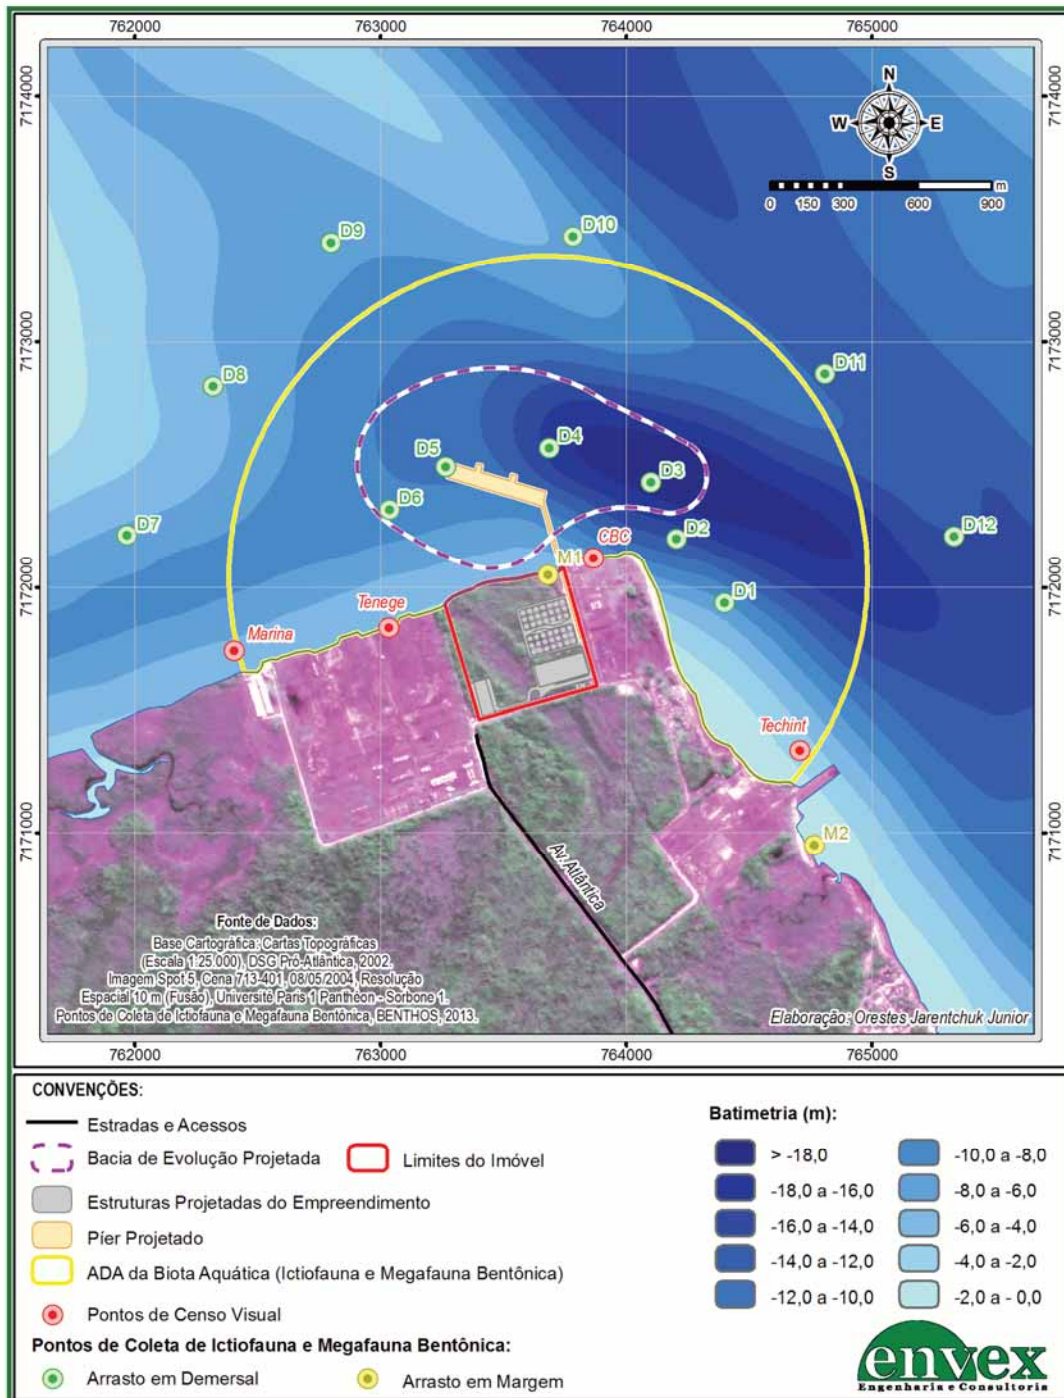 762000
763000
764000
765000
7174000
7174000
N
W
E
S
m
0
150
300
600
900
D9
D10
7173000
7173000
D8
D11
D4
D5
D3
D6
D7
D2
D12
CBC
M1
7172000
7172000
D1
Tenege
Marina
Techint
7171000
7171000
M2
Av. Atlântica
Fonte de Dados:
Base Cartográfica: Cartas Topográficas
(Escala 1:25.000), DSG Pró-Atlântica, 2002.
Imagem Spot 5, Cena 713-401, 08/05/2004, Resolução
Espacial 10 m (Fusão), Université Paris 1 Panthéon - Sorbone 1.
Pontos de Coleta de Ictiofauna e Megafauna Bentônica, BENTHOS, 2013.
Elaboração: Orestes Jarentchuk Junior
762000
763000
764000
765000
CONVENÇÕES:
Estradas e Acessos
Bacia de Evolução Projetada
Limites do Imóvel
Estruturas Projetadas do Empreendimento
Píer Projetado
ADA da Biota Aquática (Ictiofauna e Megafauna Bentônica)
Pontos de Censo Visual
Pontos de Coleta de Ictiofauna e Megafauna Bentônica:
Arrasto em Demersal
Arrasto em Margem
Batimetria (m):
> -18,0
-18,0 a -16,0
-16,0 a -14,0
-14,0 a -12,0
-12,0 a -10,0
-10,0 a -8,0
-8,0 a -6,0
-6,0 a -4,0
-4,0 a -2,0
-2,0 a - 0,0
envex
Engenharia e Consultoria